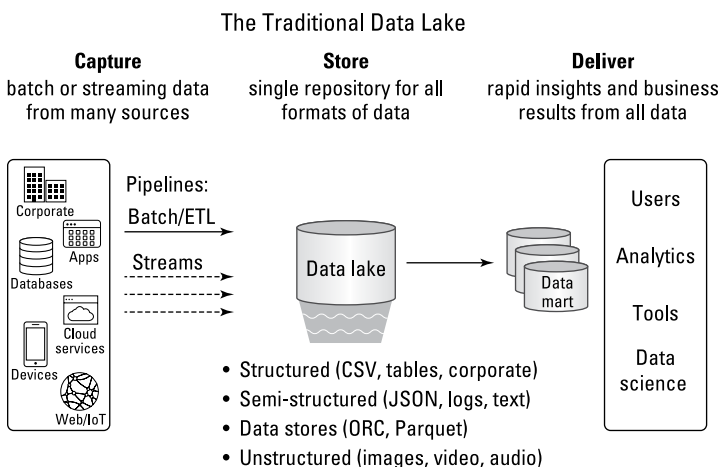 The Traditional Data Lake
Capture
batch or streaming data
from many sources
Store
single repository for all
formats of data
Deliver
rapid insights and business
results from all data
Corporate
Apps
Databases
Cloud
services
Devices
Web/IoT
Pipelines:
Batch/ETL
Streams
Data lake
Data
mart
Users
Analytics
Tools
Data
science
• Structured (CSV, tables, corporate)
• Semi-structured (JSON, logs, text)
• Data stores (ORC, Parquet)
• Unstructured (images, video, audio)